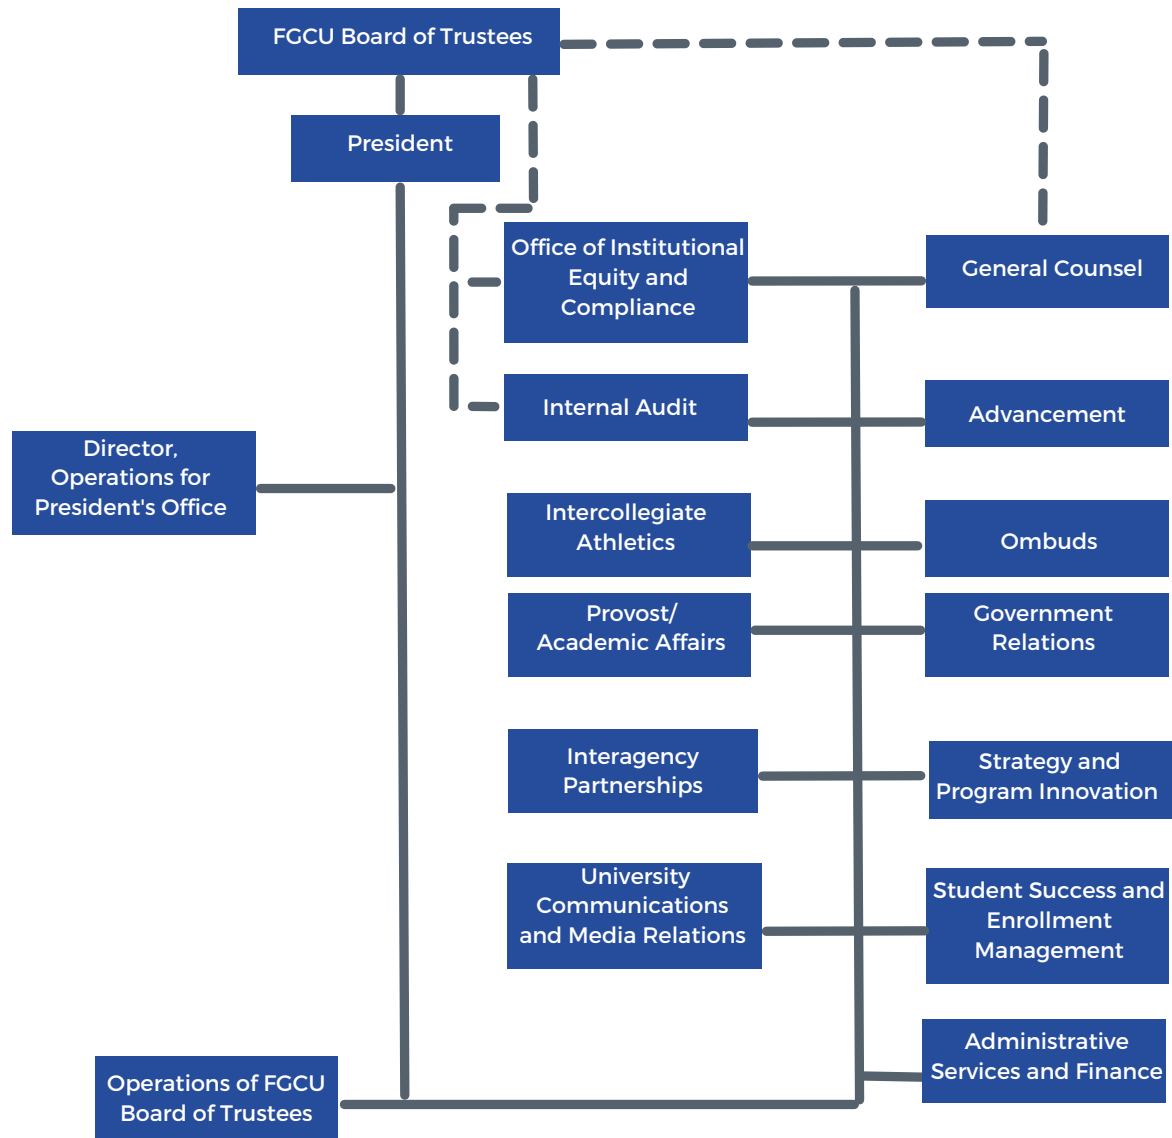 FGCU Board of Trustees
President
Office of Institutional
Equity and
Compliance
General Counsel
Internal Audit
Advancement
Director,
Operations for
President's Office
Intercollegiate
Athletics
Ombuds
Provost/
Academic Affairs
Government
Relations
Interagency
Partnerships
Strategy and
Program Innovation
University
Communications
and Media Relations
Student Success and
Enrollment
Management
Administrative
Services and Finance
Operations of FGCU
Board of Trustees